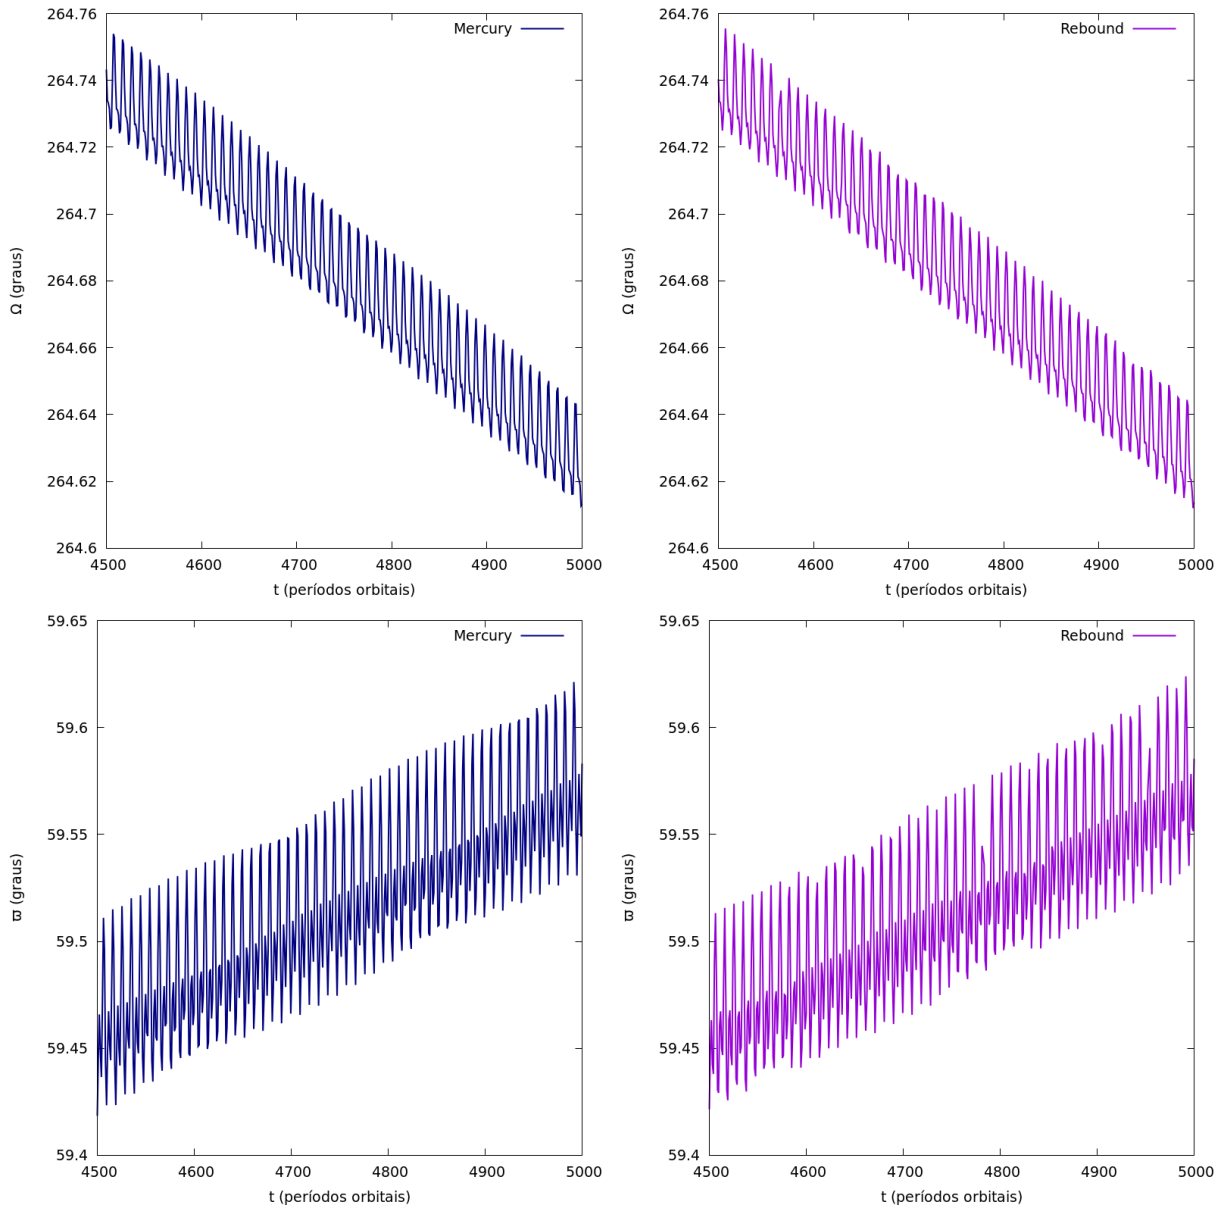 264.76
264.74
264.72
264.7
264.68
264.66
264.64
264.62
264.6
Ω (graus)
Mercury
4500 4600 4700 4800 4900 5000
t (períodos orbitais)
264.76
264.74
264.72
264.7
264.68
264.66
264.64
264.62
264.6
Ω (graus)
Rebound
4500 4600 4700 4800 4900 5000
t (períodos orbitais)
59.65
59.6
59.55
59.5
59.45
59.4
ϖ (graus)
Mercury
4500 4600 4700 4800 4900 5000
t (períodos orbitais)
59.65
59.6
59.55
59.5
59.45
59.4
ϖ (graus)
Rebound
4500 4600 4700 4800 4900 5000
t (períodos orbitais)